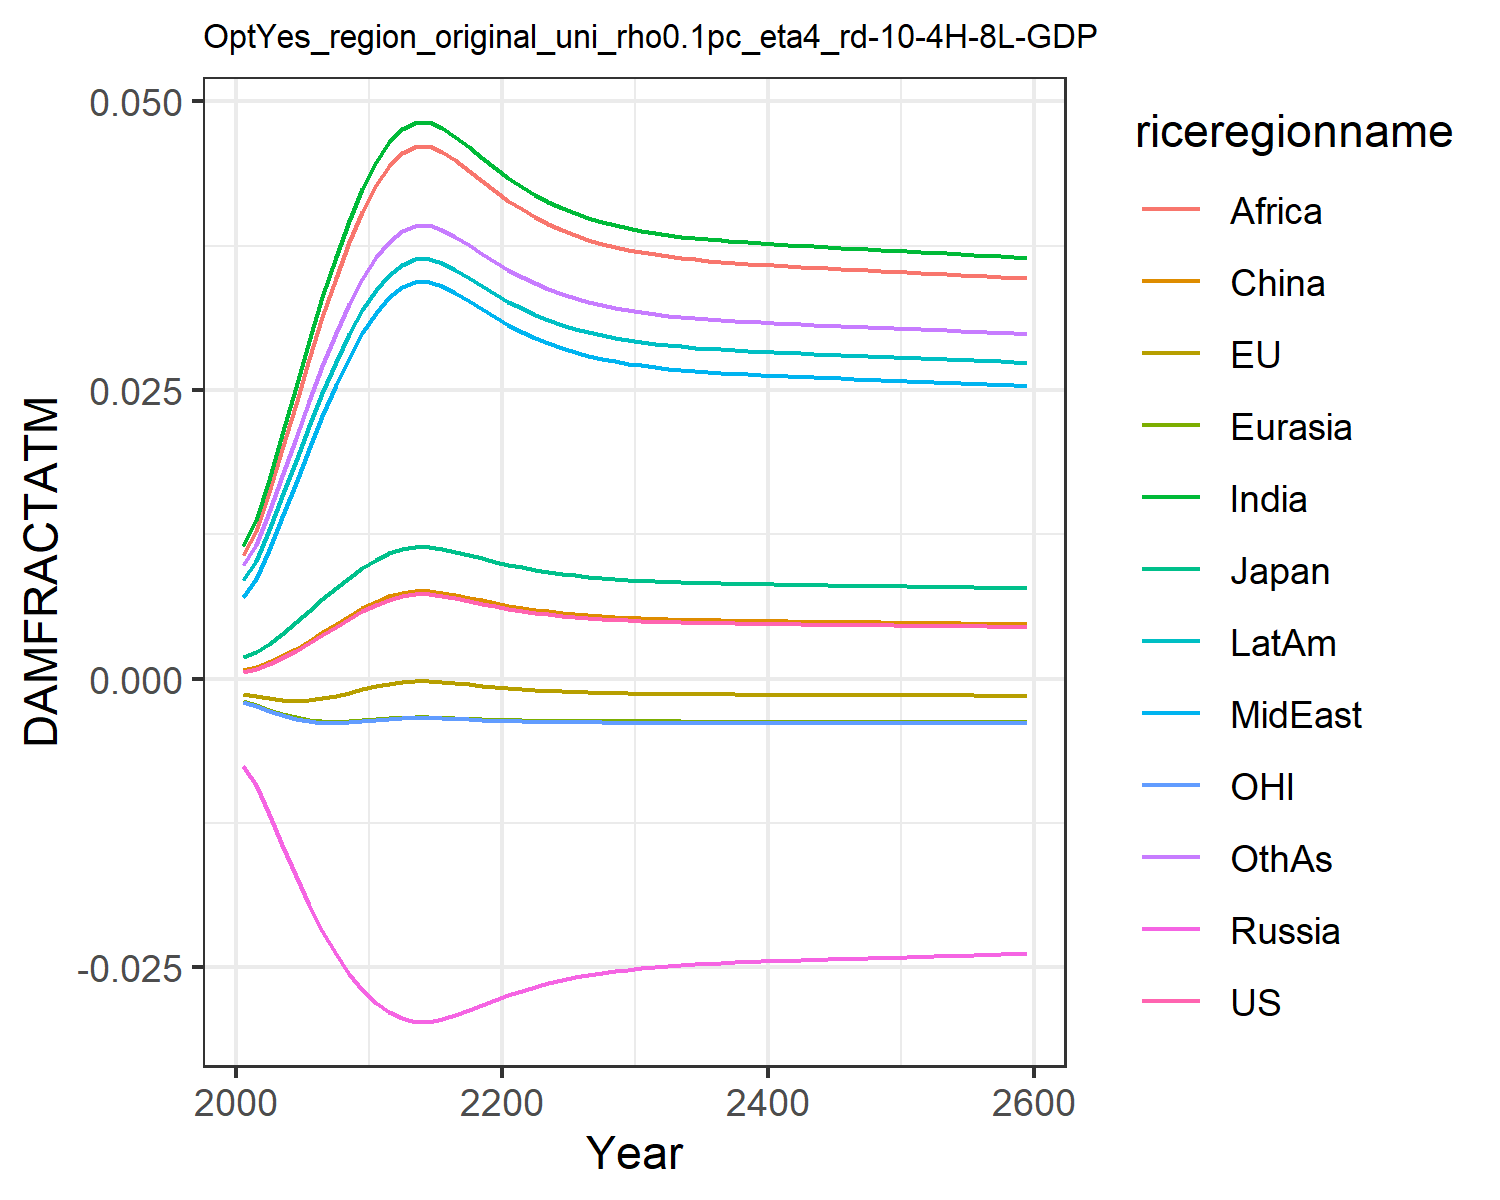 OptYes_region_original_uni_rho0.1pc_eta4_rd-10-4H-8L-GDP
DAMFRACTATM
0.050
0.025
0.000
-0.025
2000 2200 2400 2600
Year
riceregionname
Africa
China
EU
Eurasia
India
Japan
LatAm
MidEast
OHI
OthAs
Russia
US